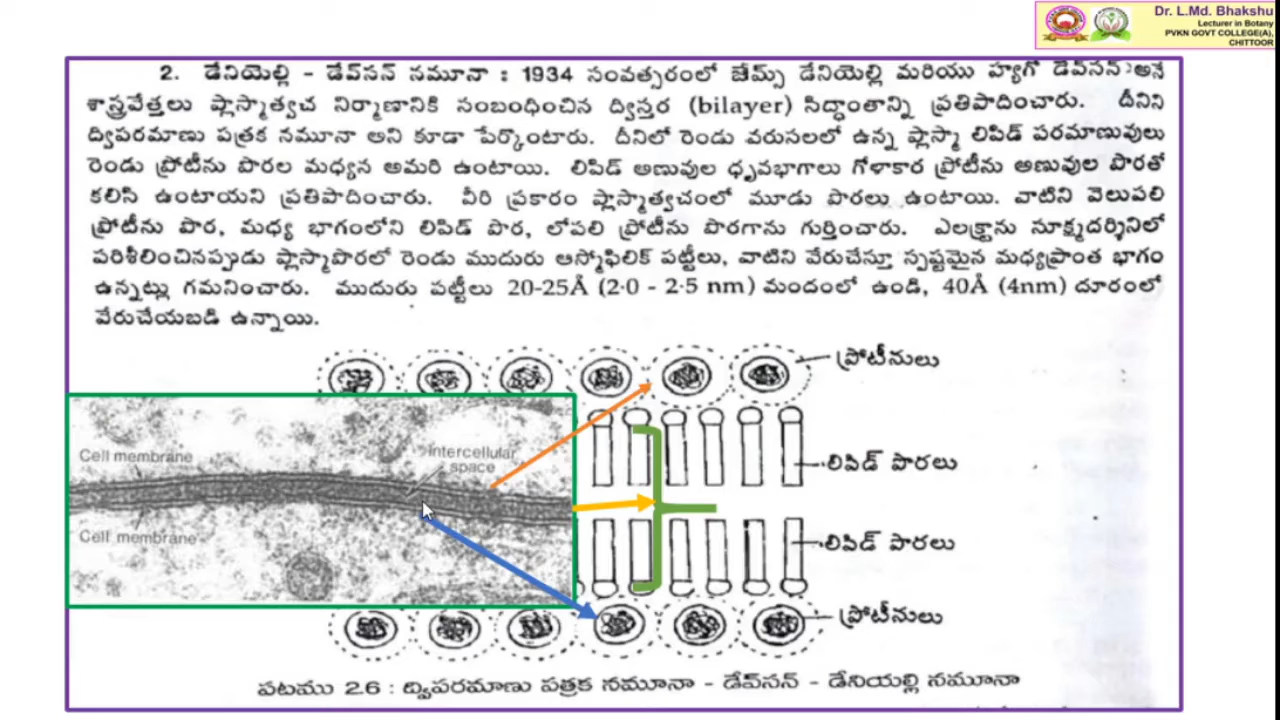 Dr. L.Md. Bhakshu
Lecturer in Botany
PVKN GOVT COLLEGE(A),
CHITTOOR
2. డేనియెల్లి - డేవ్‌సన్ నమూనా : 1934 సంవత్సరంలో జేమ్స్ డేనియెల్లి మరియు హ్యగో డేవ్‌సన్ అనే
శాస్త్రవేత్తలు ప్లాస్మాత్వచ నిర్మాణానికి సంబంధించిన ద్విస్తర (bilayer) సిద్ధాంతాన్ని ప్రతిపాదించారు. దీనిని
ద్విపరమాణు పత్రక నమూనా అని కూడా పేర్కొంటారు. దీనిలో రెండు వరుసలలో ఉన్న ప్లాస్మా లిపిడ్ పరమాణువులు
రెండు ప్రోటీను పొరల మధ్యన అమరి ఉంటాయి. లిపిడ్ అణువుల ధృవభాగాలు గోళాకార ప్రోటీను అణువుల పొరతో
కలిసి ఉంటాయని ప్రతిపాదించారు. వీరి ప్రకారం ప్లాస్మాత్వచంలో మూడు పొరలు ఉంటాయి. వాటిని వెలుపలి
ప్రోటీను పొర, మధ్య భాగంలోని లిపిడ్ పొర, లోపలి ప్రోటీను పొరగాను గుర్తించారు. ఎలక్ట్రాను సూక్ష్మదర్శినిలో
పరిశీలించినప్పుడు ప్లాస్మాపొరలో రెండు ముదురు ఆస్మోఫిలిక్ పట్టీలు, వాటిని వేరుచేస్తూ స్పష్టమైన మధ్యప్రాంత భాగం
ఉన్నట్లు గమనించారు. ముదురు పట్టీలు 20-25Å (2·0 - 2·5 nm) మందంలో ఉండి, 40Å (4nm) దూరంలో
వేరుచేయబడి ఉన్నాయి.
ప్రోటీనులు
Cell membrane
intercellular
space
లిపిడ్ పొరలు
Cell membrane
లిపిడ్ పొరలు
ప్రోటీనులు
పటము 2.6 : ద్విపరమాణు పత్రక నమూనా - డేవ్‌సన్ - డేనియల్లి నమూనా